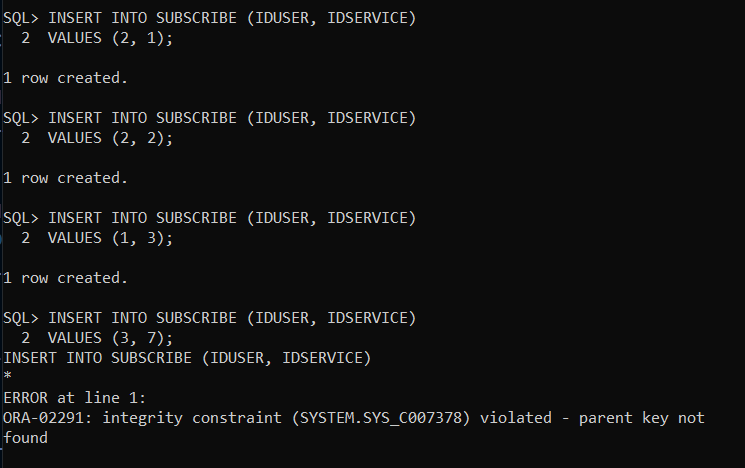 SQL> INSERT INTO SUBSCRIBE (IDUSER, IDSERVICE)
  2  VALUES (2, 1);
1 row created.
SQL> INSERT INTO SUBSCRIBE (IDUSER, IDSERVICE)
  2  VALUES (2, 2);
1 row created.
SQL> INSERT INTO SUBSCRIBE (IDUSER, IDSERVICE)
  2  VALUES (1, 3);
1 row created.
SQL> INSERT INTO SUBSCRIBE (IDUSER, IDSERVICE)
  2  VALUES (3, 7);
INSERT INTO SUBSCRIBE (IDUSER, IDSERVICE)
*
ERROR at line 1:
ORA-02291: integrity constraint (SYSTEM.SYS_C007378) violated - parent key not
found